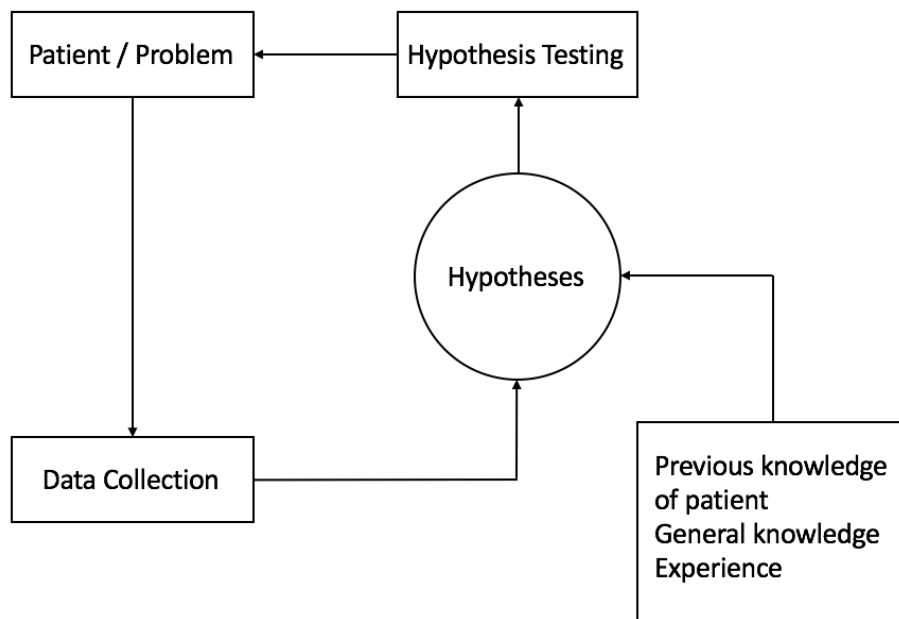 Patient / Problem
Hypothesis Testing
Hypotheses
Data Collection
Previous knowledge
of patient
General knowledge
Experience